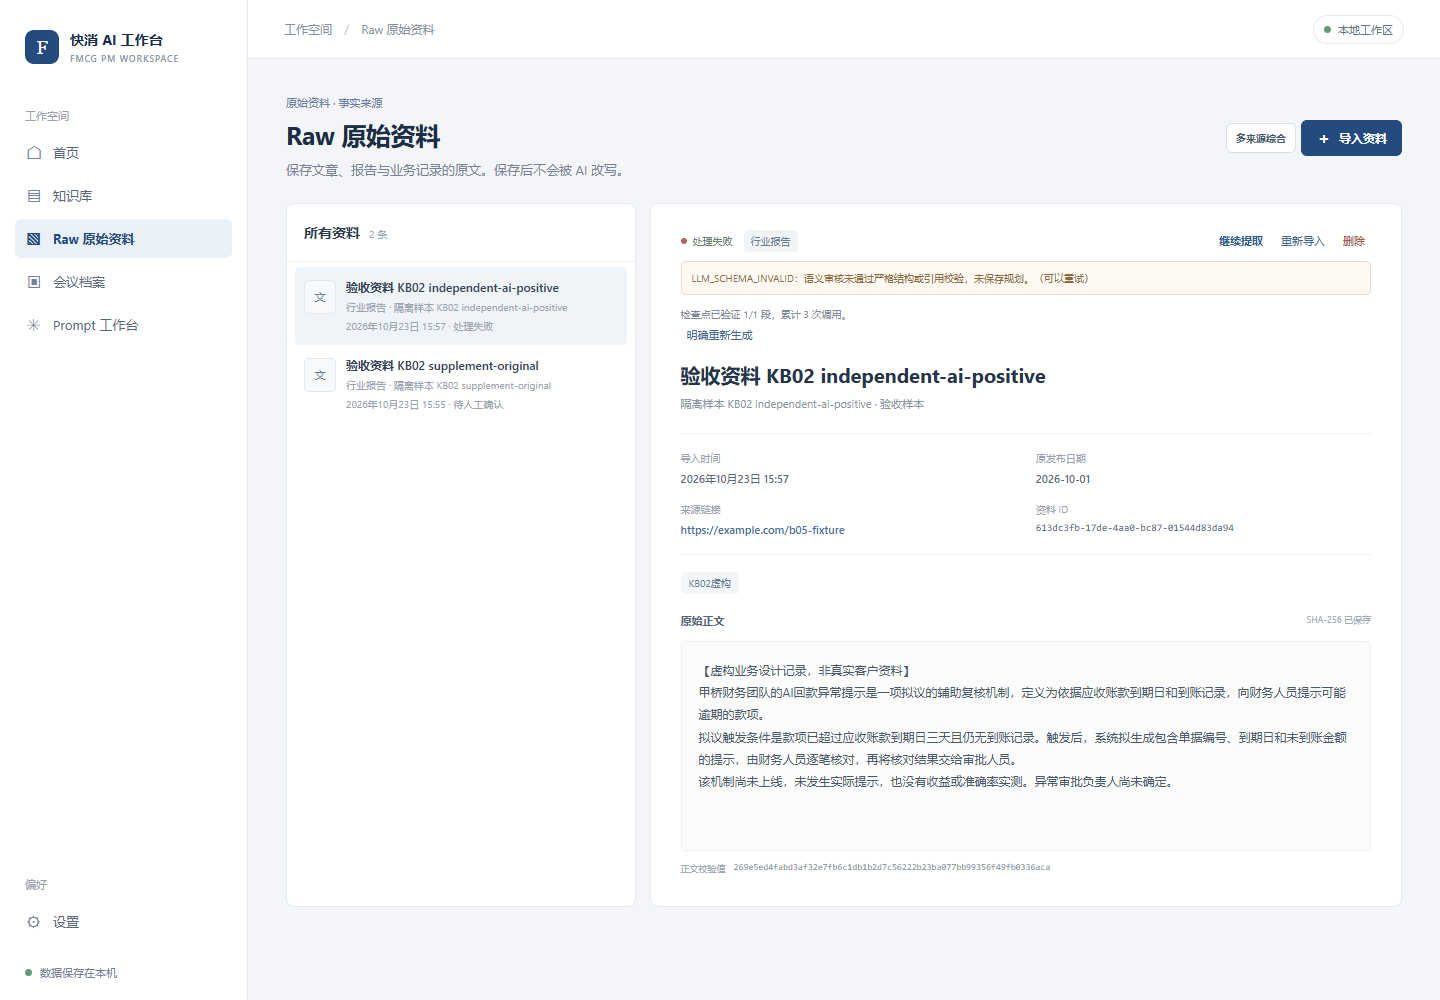 F
快消 AI 工作台
FMCG PM WORKSPACE
工作空间
首页
知识库
Raw 原始资料
会议档案
Prompt 工作台
偏好
设置
数据保存在本机
工作空间 / Raw 原始资料
本地工作区
原始资料 · 事实来源
Raw 原始资料
保存文章、报告与业务记录的原文。保存后不会被 AI 改写。
多来源综合
+ 导入资料
所有资料 2 条
文
验收资料 KB02 independent-ai-positive
行业报告 · 隔离样本 KB02 independent-ai-positive
2026年10月23日 15:57 · 处理失败
文
验收资料 KB02 supplement-original
行业报告 · 隔离样本 KB02 supplement-original
2026年10月23日 15:55 · 待人工确认
处理失败 行业报告 继续提取 重新导入 删除
LLM_SCHEMA_INVALID：语义审核未通过严格结构或引用校验，未保存规划。（可以重试）
检查点已验证 1/1 段，累计 3 次调用。
明确重新生成
验收资料 KB02 independent-ai-positive
隔离样本 KB02 independent-ai-positive · 验收样本
导入时间 原发布日期
2026年10月23日 15:57 2026-10-01
来源链接 资料 ID
https://example.com/b05-fixture 613dc3fb-17de-4aa0-bc87-01544d83da94
KB02虚构
原始正文 SHA-256 已保存
【虚构业务设计记录，非真实客户资料】
甲桥财务团队的AI回款异常提示是一项拟议的辅助复核机制，定义为依据应收账款到期日和到账记录，向财务人员提示可能
逾期的款项。
拟议触发条件是款项已超过应收账款到期日三天且仍无到账记录。触发后，系统拟生成包含单据编号、到期日和未到账金额
的提示，由财务人员逐笔核对，再将核对结果交给审批人员。
该机制尚未上线，未发生实际提示，也没有收益或准确率实测。异常审批负责人尚未确定。
正文校验值 269e5ed4fabd3af32e7fb6c1db1b2d7c56222b23ba077bb99356f49fb0336aca